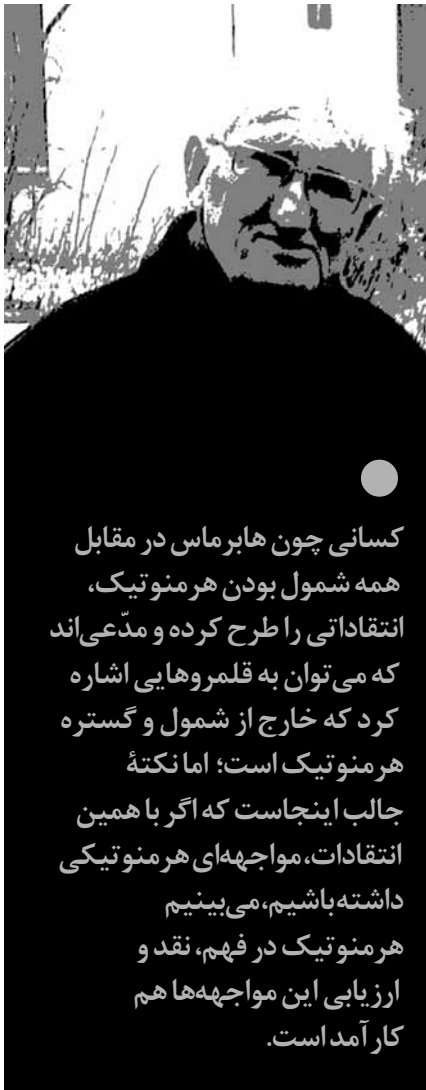 کسانی چون هابرماس در مقابل
همه شمول بودن هرمنوتیک،
انتقاداتی را طرح کرده و مدّعی‌اند
که می‌توان به قلمروهایی اشاره
کرد که خارج از شمول و گستره
هرمنوتیک است؛ اما نکتهٔ
جالب اینجاست که اگر با همین
انتقادات،مواجهه‌ای هرمنوتیکی
داشته‌باشیم،می‌بینیم
هرمنوتیک در فهم، نقد و
ارزیابی این مواجهه‌ها هم
کارآمد است.